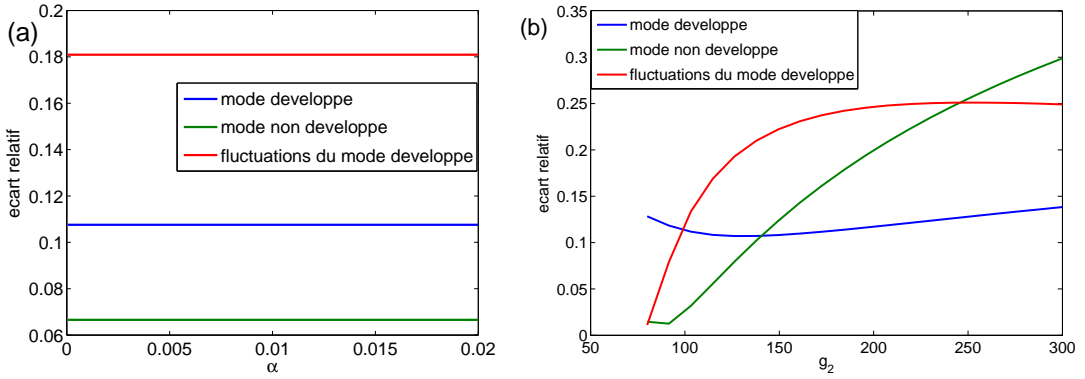 (a)
ecart relatif
0.2
0.18
0.16
0.14
0.12
0.1
0.08
0.06
0
0.005
0.01
0.015
0.02
α
mode developpe
mode non developpe
fluctuations du mode developpe
(b)
ecart relatif
0.35
0.3
0.25
0.2
0.15
0.1
0.05
0
50
100
150
200
250
300
g2
mode developpe
mode non developpe
fluctuations du mode developpe